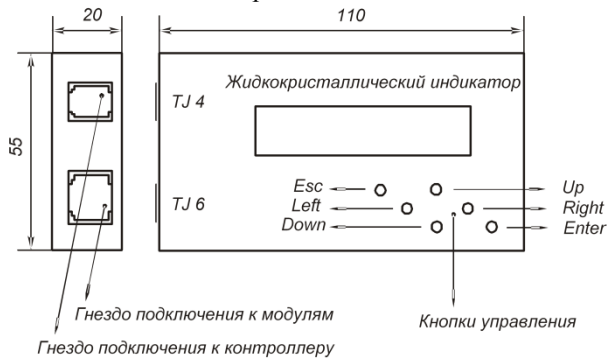 20
110
55
TJ 4
Жидкокристаллический индикатор
TJ 6
Esc
Up
Left
Right
Down
Enter
Гнездо подключения к модулям
Кнопки управления
Гнездо подключения к контроллеру